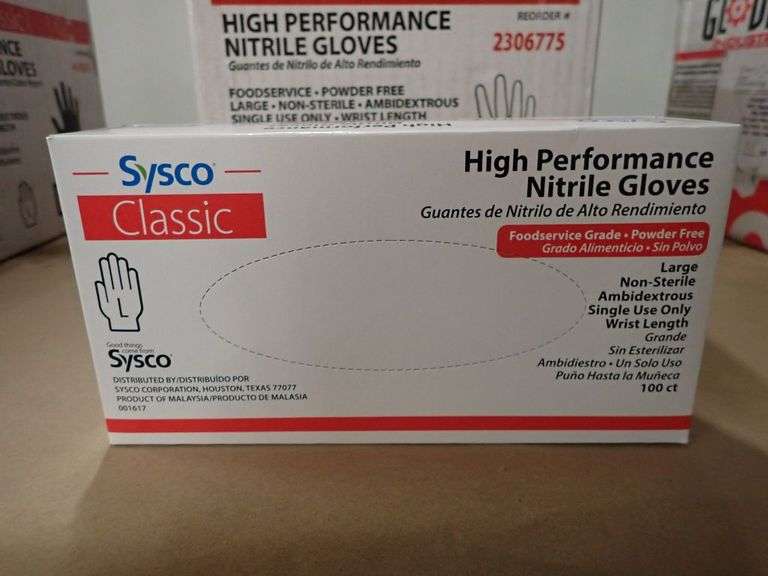 HIGH PERFORMANCE
NITRILE GLOVES
Guantes de Nitrilo de Alto Rendimiento
FOODSERVICE • POWDER FREE
LARGE • NON-STERILE • AMBIDEXTROUS
SINGLE USE ONLY • WRIST LENGTH
REORDER #
2306775
High Performance
Sysco
Classic
L
Good things
come from
Sysco
DISTRIBUTED BY/DISTRIBUÍDO POR
SYSCO CORPORATION, HOUSTON, TEXAS 77077
PRODUCT OF MALAYSIA/PRODUCTO DE MALASIA
001617
High Performance
Nitrile Gloves
Guantes de Nitrilo de Alto Rendimiento
Foodservice Grade • Powder Free
Grado Alimenticio • Sin Polvo
Large
Non-Sterile
Ambidextrous
Single Use Only
Wrist Length
Grande
Sin Esterilizar
Ambidiestro • Un Solo Uso
Puño Hasta la Muñeca
100 ct